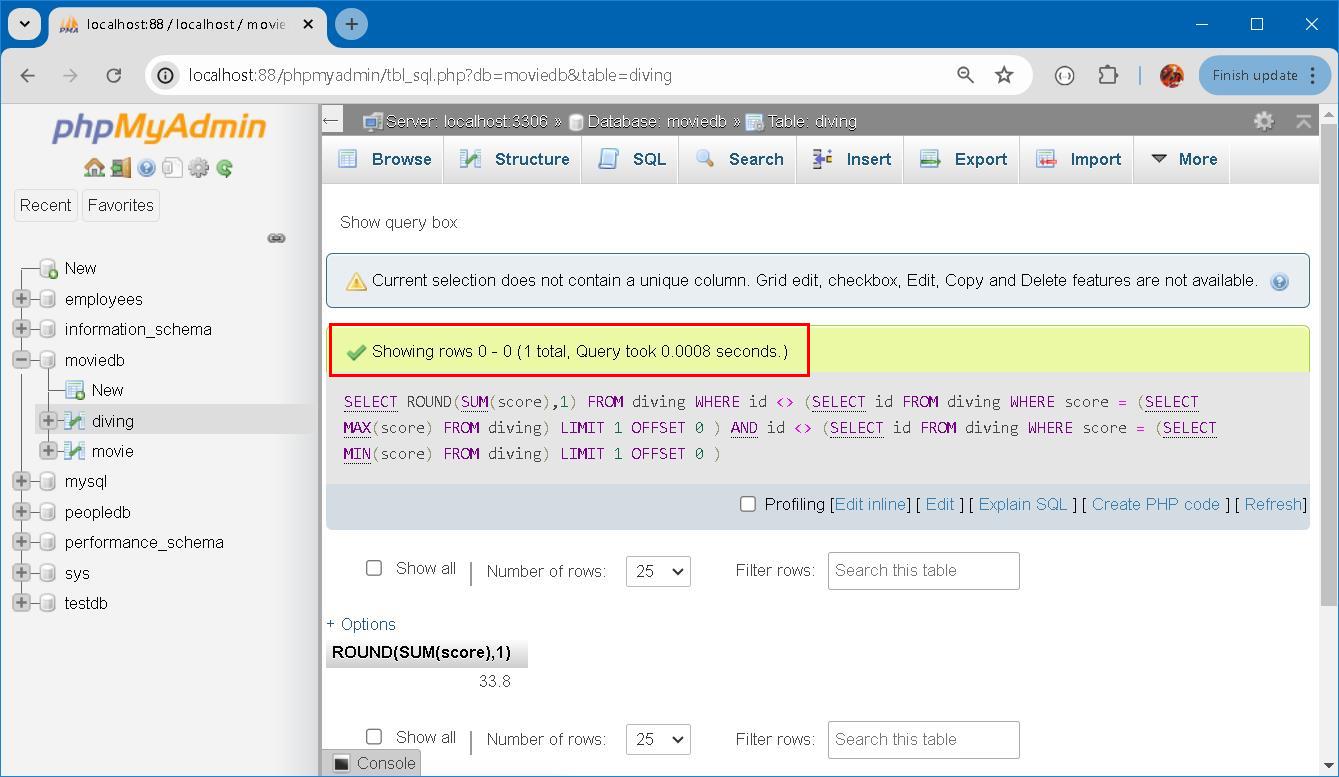 localhost:88 / localhost / movie
localhost:88/phpmyadmin/tbl_sql.php?db=moviedb&table=diving
Finish update
phpMyAdmin
Recent
Favorites
New
employees
information_schema
moviedb
New
diving
movie
mysql
peopledb
performance_schema
sys
testdb
Server: localhost:3306 » Database: moviedb » Table: diving
Browse
Structure
SQL
Search
Insert
Export
Import
More
Show query box
Current selection does not contain a unique column. Grid edit, checkbox, Edit, Copy and Delete features are not available.
Showing rows 0 - 0 (1 total, Query took 0.0008 seconds.)
SELECT ROUND(SUM(score),1) FROM diving WHERE id <> (SELECT id FROM diving WHERE score = (SELECT
MAX(score) FROM diving) LIMIT 1 OFFSET 0 ) AND id <> (SELECT id FROM diving WHERE score = (SELECT
MIN(score) FROM diving) LIMIT 1 OFFSET 0 )
Profiling [Edit inline] [ Edit ] [ Explain SQL ] [ Create PHP code ] [ Refresh]
Show all | Number of rows: 25 Filter rows: Search this table
+ Options
ROUND(SUM(score),1)
33.8
Show all | Number of rows: 25 Filter rows: Search this table
Console